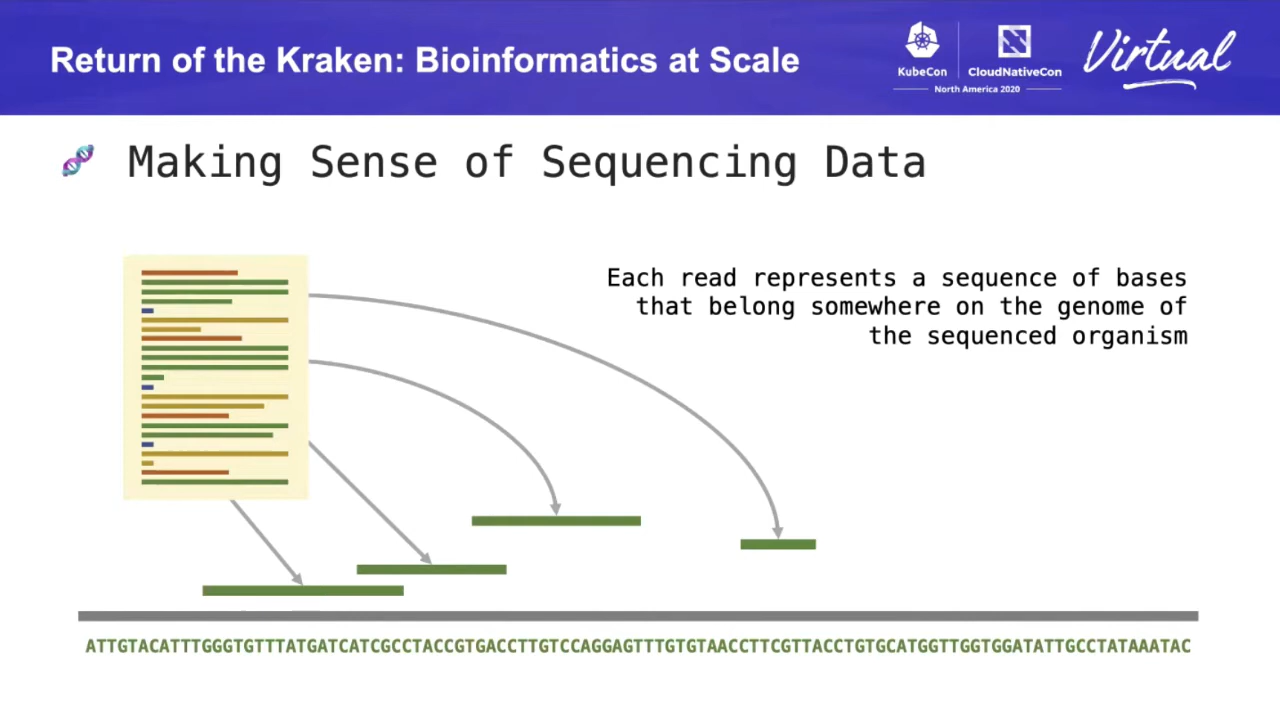 Return of the Kraken: Bioinformatics at Scale
KubeCon
CloudNativeCon
North America 2020
Virtual
Making Sense of Sequencing Data
Each read represents a sequence of bases
that belong somewhere on the genome of
the sequenced organism
ATTGTACATTTGGGTGTTTATGATCATCGCCTACCGTGACCTTGTCCAGGAGTTTGTGTAACCTTCGTTACCTGTGCATGGTTGGTGGATATTGCCTATAAATAC